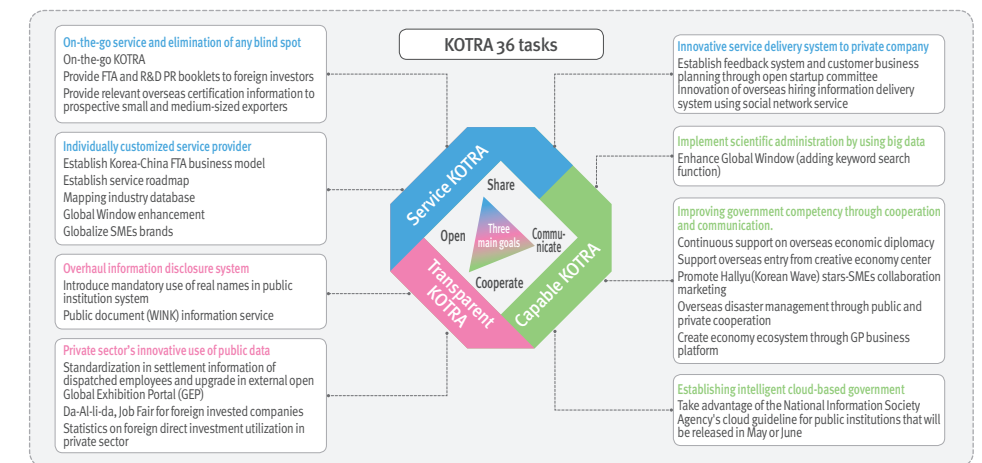 KOTRA 36 tasks
On-the-go service and elimination of any blind spot
On-the-go KOTRA
Provide FTA and R&D PR booklets to foreign investors
Provide relevant overseas certification information to
prospective small and medium-sized exporters
Individually customized service provider
Establish Korea-China FTA business model
Establish service roadmap
Mapping industry database
Global Window enhancement
Globalize SMEs brands
Overhaul information disclosure system
Introduce mandatory use of real names in public
institution system
Public document (WINK) information service
Private sector's innovative use of public data
Standardization in settlement information of
dispatched employees and upgrade in external open
Global Exhibition Portal (GEP)
Da-Al-li-da, Job Fair for foreign invested companies
Statistics on foreign direct investment utilization in
private sector
Service KOTRA
Share
Open
Three
main goals
Commu-
nicate
Cooperate
Transparent
KOTRA
Capable KOTRA
Innovative service delivery system to private company
Establish feedback system and customer business
planning through open startup committee
Innovation of overseas hiring information delivery
system using social network service
Implement scientific administration by using big data
Enhance Global Window (adding keyword search
function)
Improving government competency through cooperation
and communication.
Continuous support on overseas economic diplomacy
Support overseas entry from creative economy center
Promote Hallyu(Korean Wave) stars-SMEs collaboration
marketing
Overseas disaster management through public and
private cooperation
Create economy ecosystem through GP business
platform
Establishing intelligent cloud-based government
Take advantage of the National Information Society
Agency's cloud guideline for public institutions that will
be released in May or June